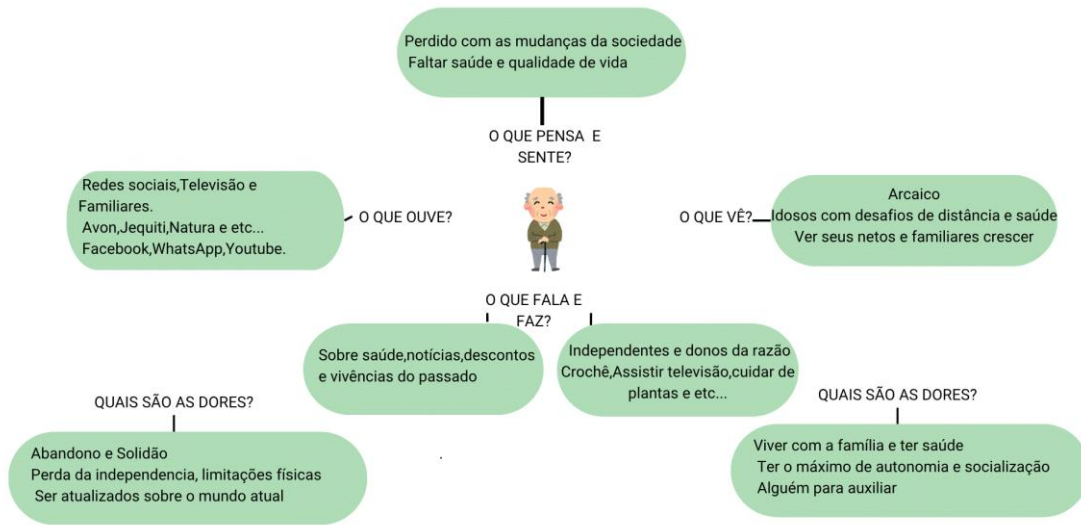 Perdido com as mudanças da sociedade
Faltar saúde e qualidade de vida
O QUE PENSA E
SENTE?
Redes sociais,Televisão e
Familiares.
Avon,Jequiti,Natura e etc...
Facebook,WhatsApp,Youtube.
O QUE OUVE?
O QUE VÊ?
Arcaico
Idosos com desafios de distância e saúde
Ver seus netos e familiares crescer
O QUE FALA E
FAZ?
Sobre saúde,notícias,descontos
e vivências do passado
Independentes e donos da razão
Crochê,Assistir televisão,cuidar de
plantas e etc...
QUAIS SÃO AS DORES?
Abandono e Solidão
Perda da independencia, limitações físicas
Ser atualizados sobre o mundo atual
.
QUAIS SÃO AS DORES?
Viver com a família e ter saúde
Ter o máximo de autonomia e socialização
Alguém para auxiliar